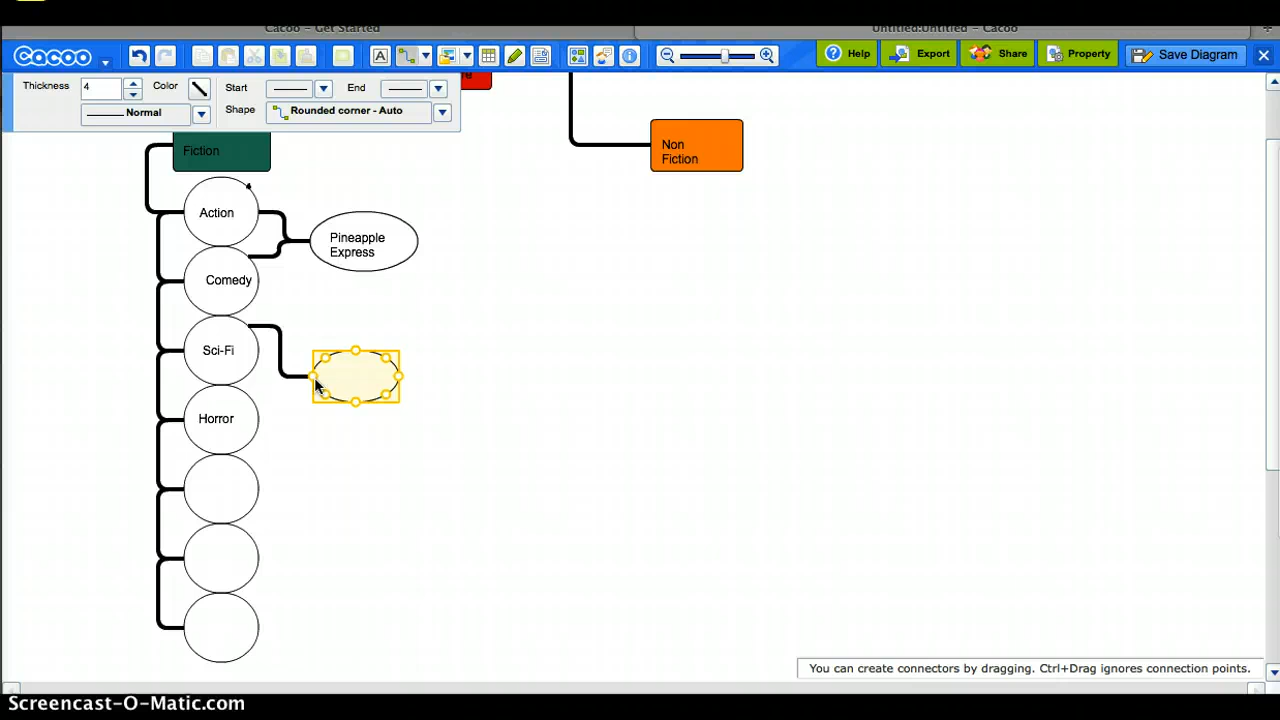 Cacoo – Get Started
Untitled:Untitled – Cacoo
Cacoo
Help
Export
Share
Property
Save Diagram
Thickness
4
Color
Start
End
Normal
Shape
Rounded corner - Auto
Fiction
Non
Fiction
Action
Pineapple
Express
Comedy
Sci-Fi
Horror
You can create connectors by dragging. Ctrl+Drag ignores connection points.
Screencast-O-Matic.com